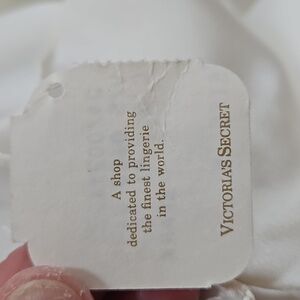 A shop
dedicated to providing
the finest lingerie
in the world.
VICTORIA'S SECRET